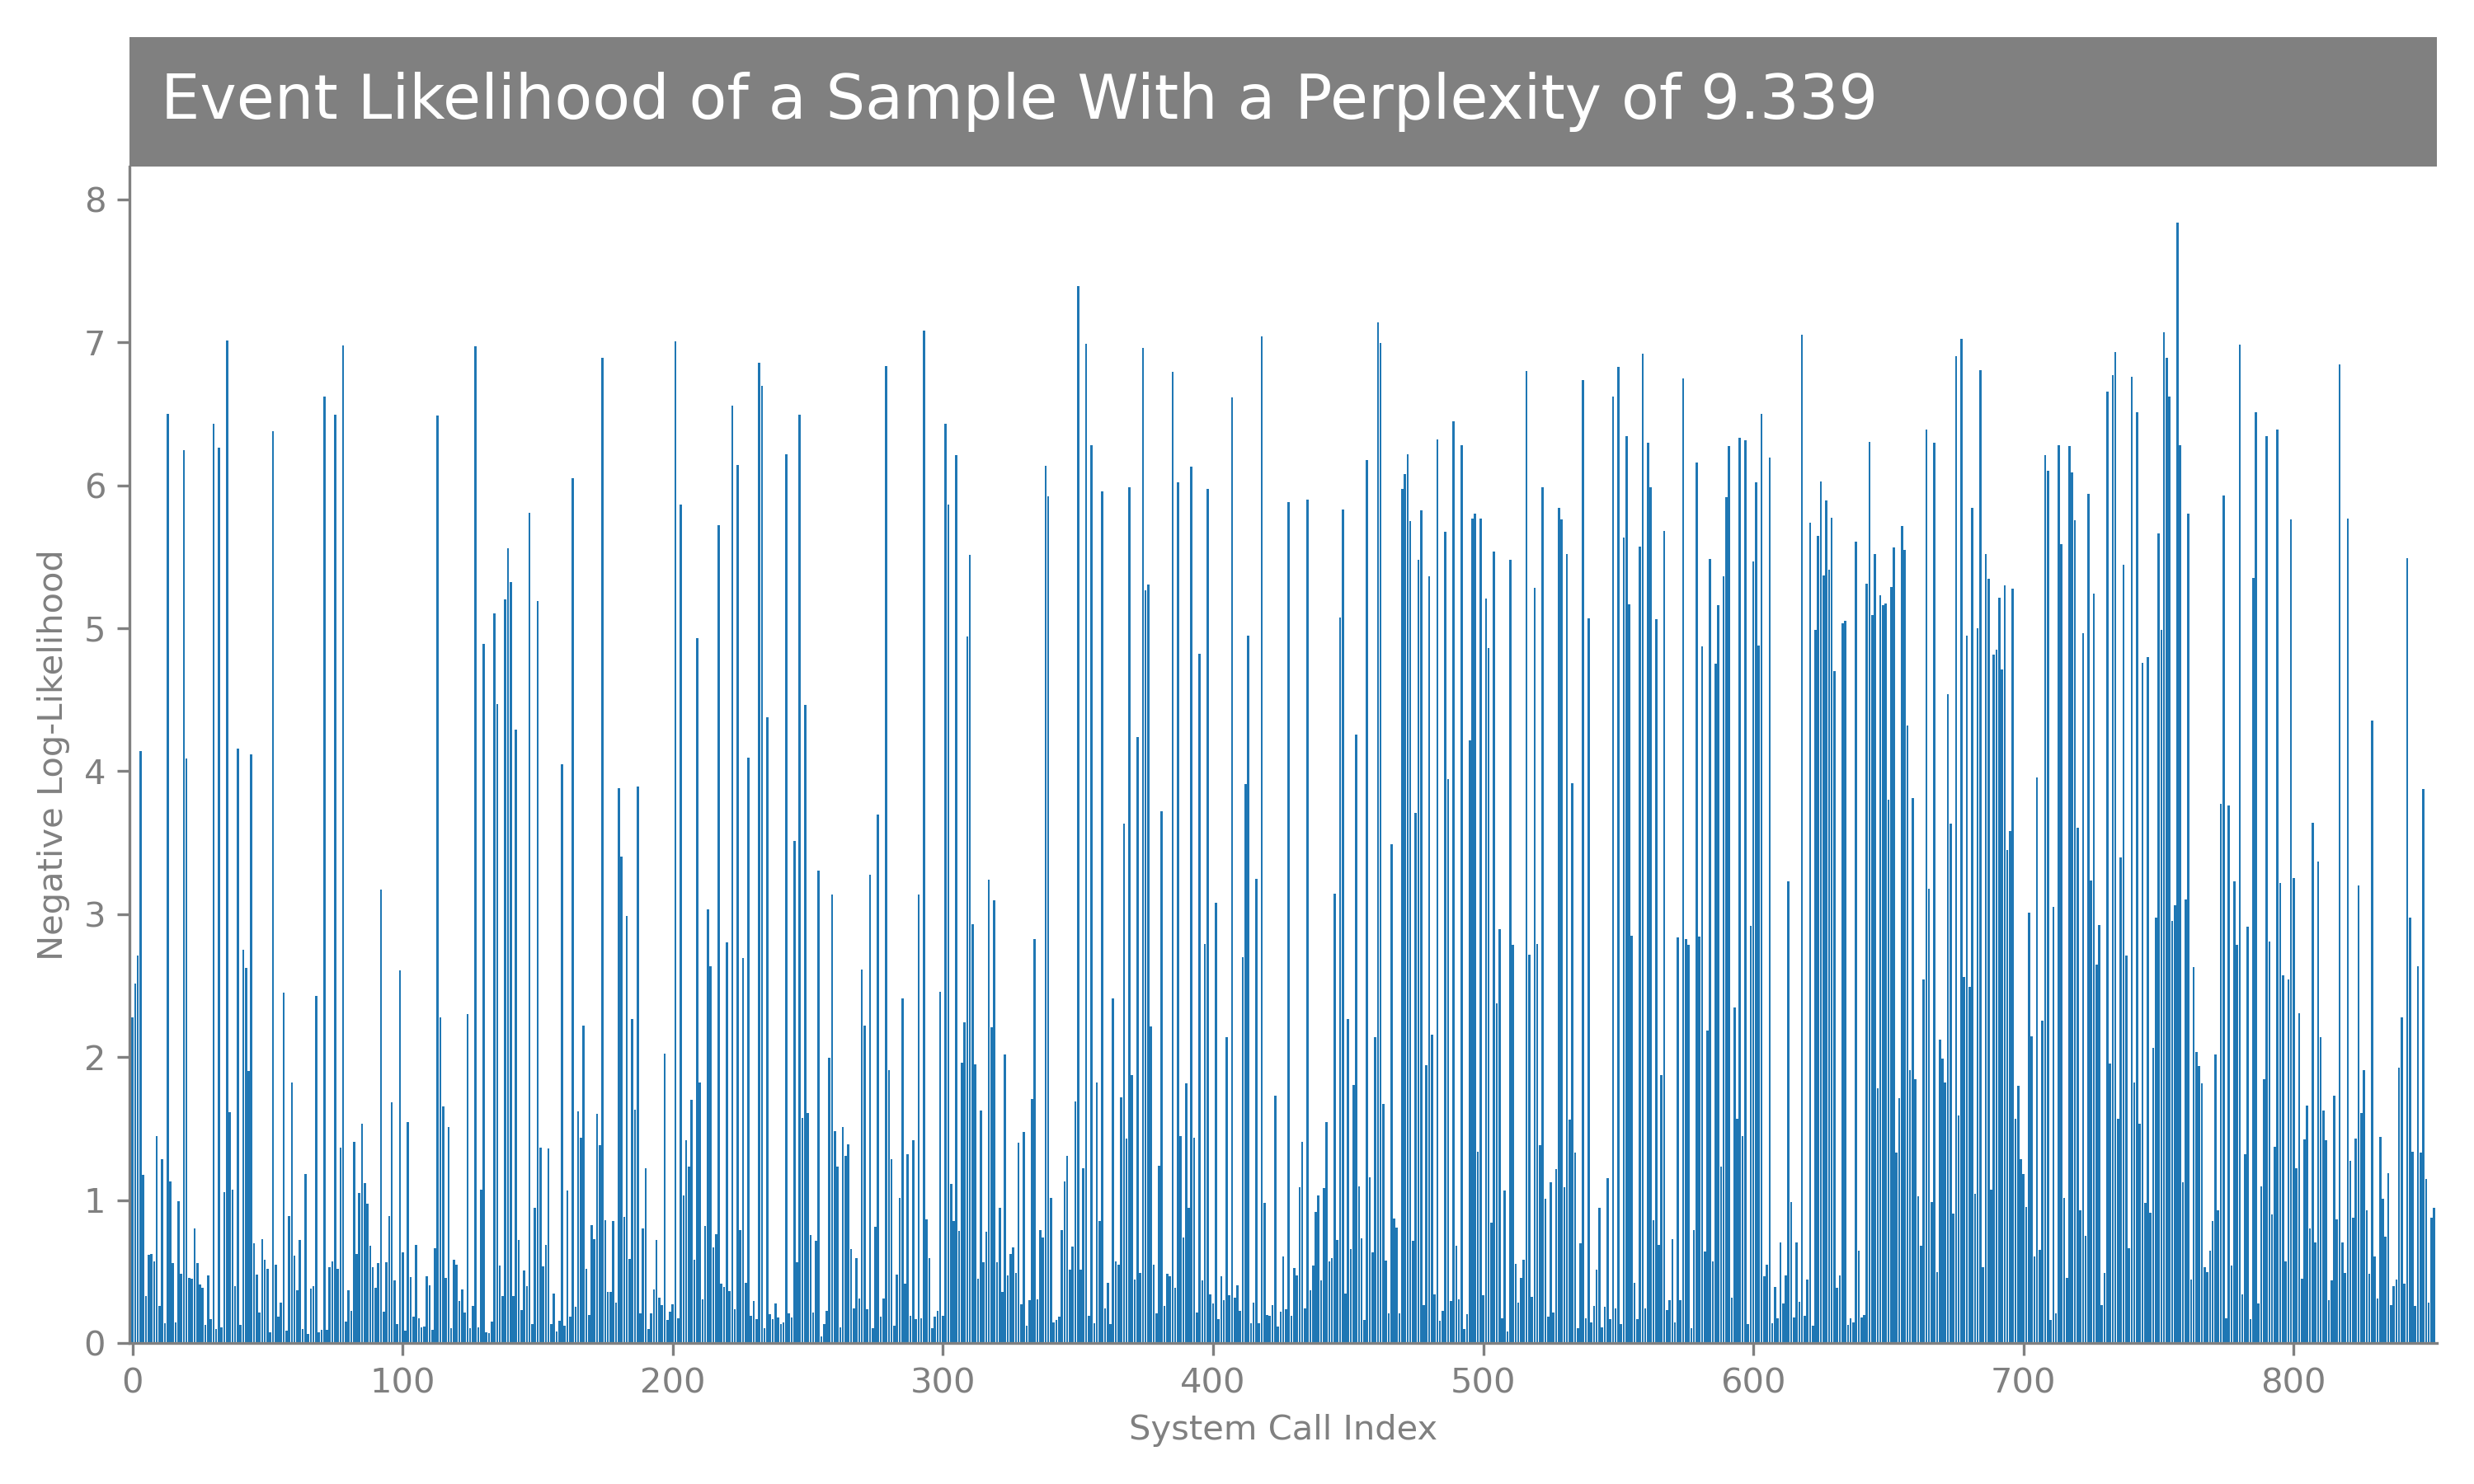 Event Likelihood of a Sample With a Perplexity of 9.339
8
7
6
5
4
3
2
1
0
Negative Log-Likelihood
0 100 200 300 400 500 600 700 800
System Call Index